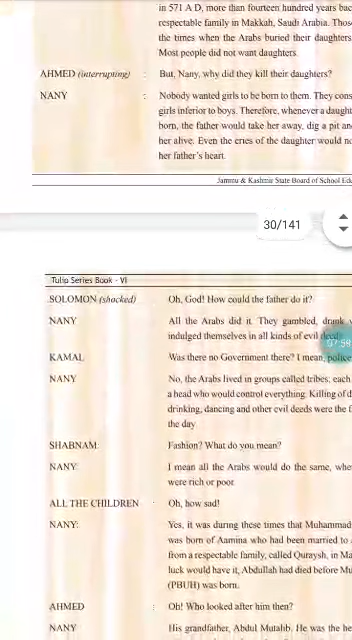 in 571 A D, more than fourteen hundred years bac
respectable family in Makkah, Saudi Arabia. Thos
the times when the Arabs buried their daughters
Most people did not want daughters.
AHMED (interrupting) : But, Nany, why did they kill their daughters?
NANY : Nobody wanted girls to be born to them. They cons
girls inferior to boys. Therefore, whenever a daught
born, the father would take her away, dig a pit an
her alive. Even the cries of the daughter would no
her father's heart.
Jammu & Kashmir State Board of School Edu
30/141
Tulip Series Book - VI
SOLOMON (shocked) : Oh, God! How could the father do it?
NANY : All the Arabs did it. They gambled, drank
indulged themselves in all kinds of evil deed
07:59
KAMAL : Was there no Government there? I mean, police
NANY : No, the Arabs lived in groups called tribes; each
a head who would control everything. Killing of d
drinking, dancing and other evil deeds were the f
the day.
SHABNAM: Fashion? What do you mean?
NANY: I mean all the Arabs would do the same, whe
were rich or poor.
ALL THE CHILDREN : Oh, how sad!
NANY: Yes, it was during these times that Muhammad
was born of Aamina who had been married to
from a respectable family, called Quraysh, in Ma
luck would have it, Abdullah had died before Mu
(PBUH) was born.
AHMED : Oh! Who looked after him then?
NANY : His grandfather, Abdul Mutalib. He was the he